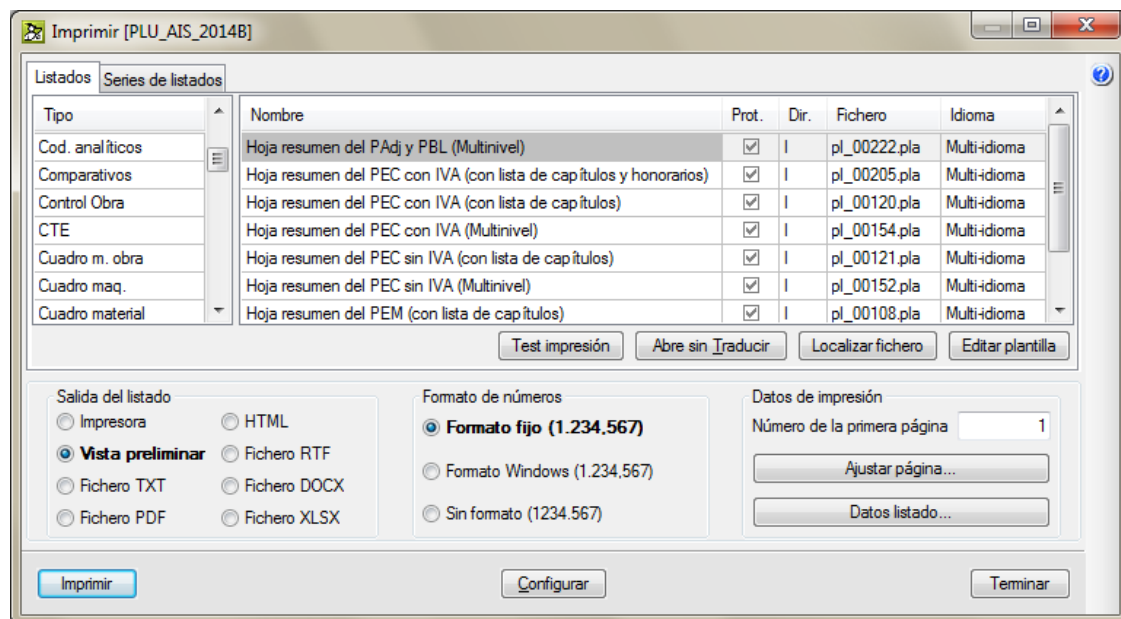 Imprimir [PLU_AIS_2014B]
Listados Series de listados
Tipo Nombre Prot. Dir. Fichero Idioma
Cod. analíticos Hoja resumen del PAdj y PBL (Multinivel) I pl_00222.pla Multi-idioma
Comparativos Hoja resumen del PEC con IVA (con lista de capítulos y honorarios) I pl_00205.pla Multi-idioma
Control Obra Hoja resumen del PEC con IVA (con lista de capítulos) I pl_00120.pla Multi-idioma
CTE Hoja resumen del PEC con IVA (Multinivel) I pl_00154.pla Multi-idioma
Cuadro m. obra Hoja resumen del PEC sin IVA (con lista de capítulos) I pl_00121.pla Multi-idioma
Cuadro maq. Hoja resumen del PEC sin IVA (Multinivel) I pl_00152.pla Multi-idioma
Cuadro material Hoja resumen del PEM (con lista de capítulos) I pl_00108.pla Multi-idioma
Test impresión Abre sin Traducir Localizar fichero Editar plantilla
Salida del listado Formato de números Datos de impresión
Impresora HTML Formato fijo (1.234,567) Número de la primera página 1
Vista preliminar Fichero RTF Formato Windows (1.234,567) Ajustar página...
Fichero TXT Fichero DOCX
Fichero PDF Fichero XLSX Sin formato (1234.567) Datos listado...
Imprimir Configurar Terminar